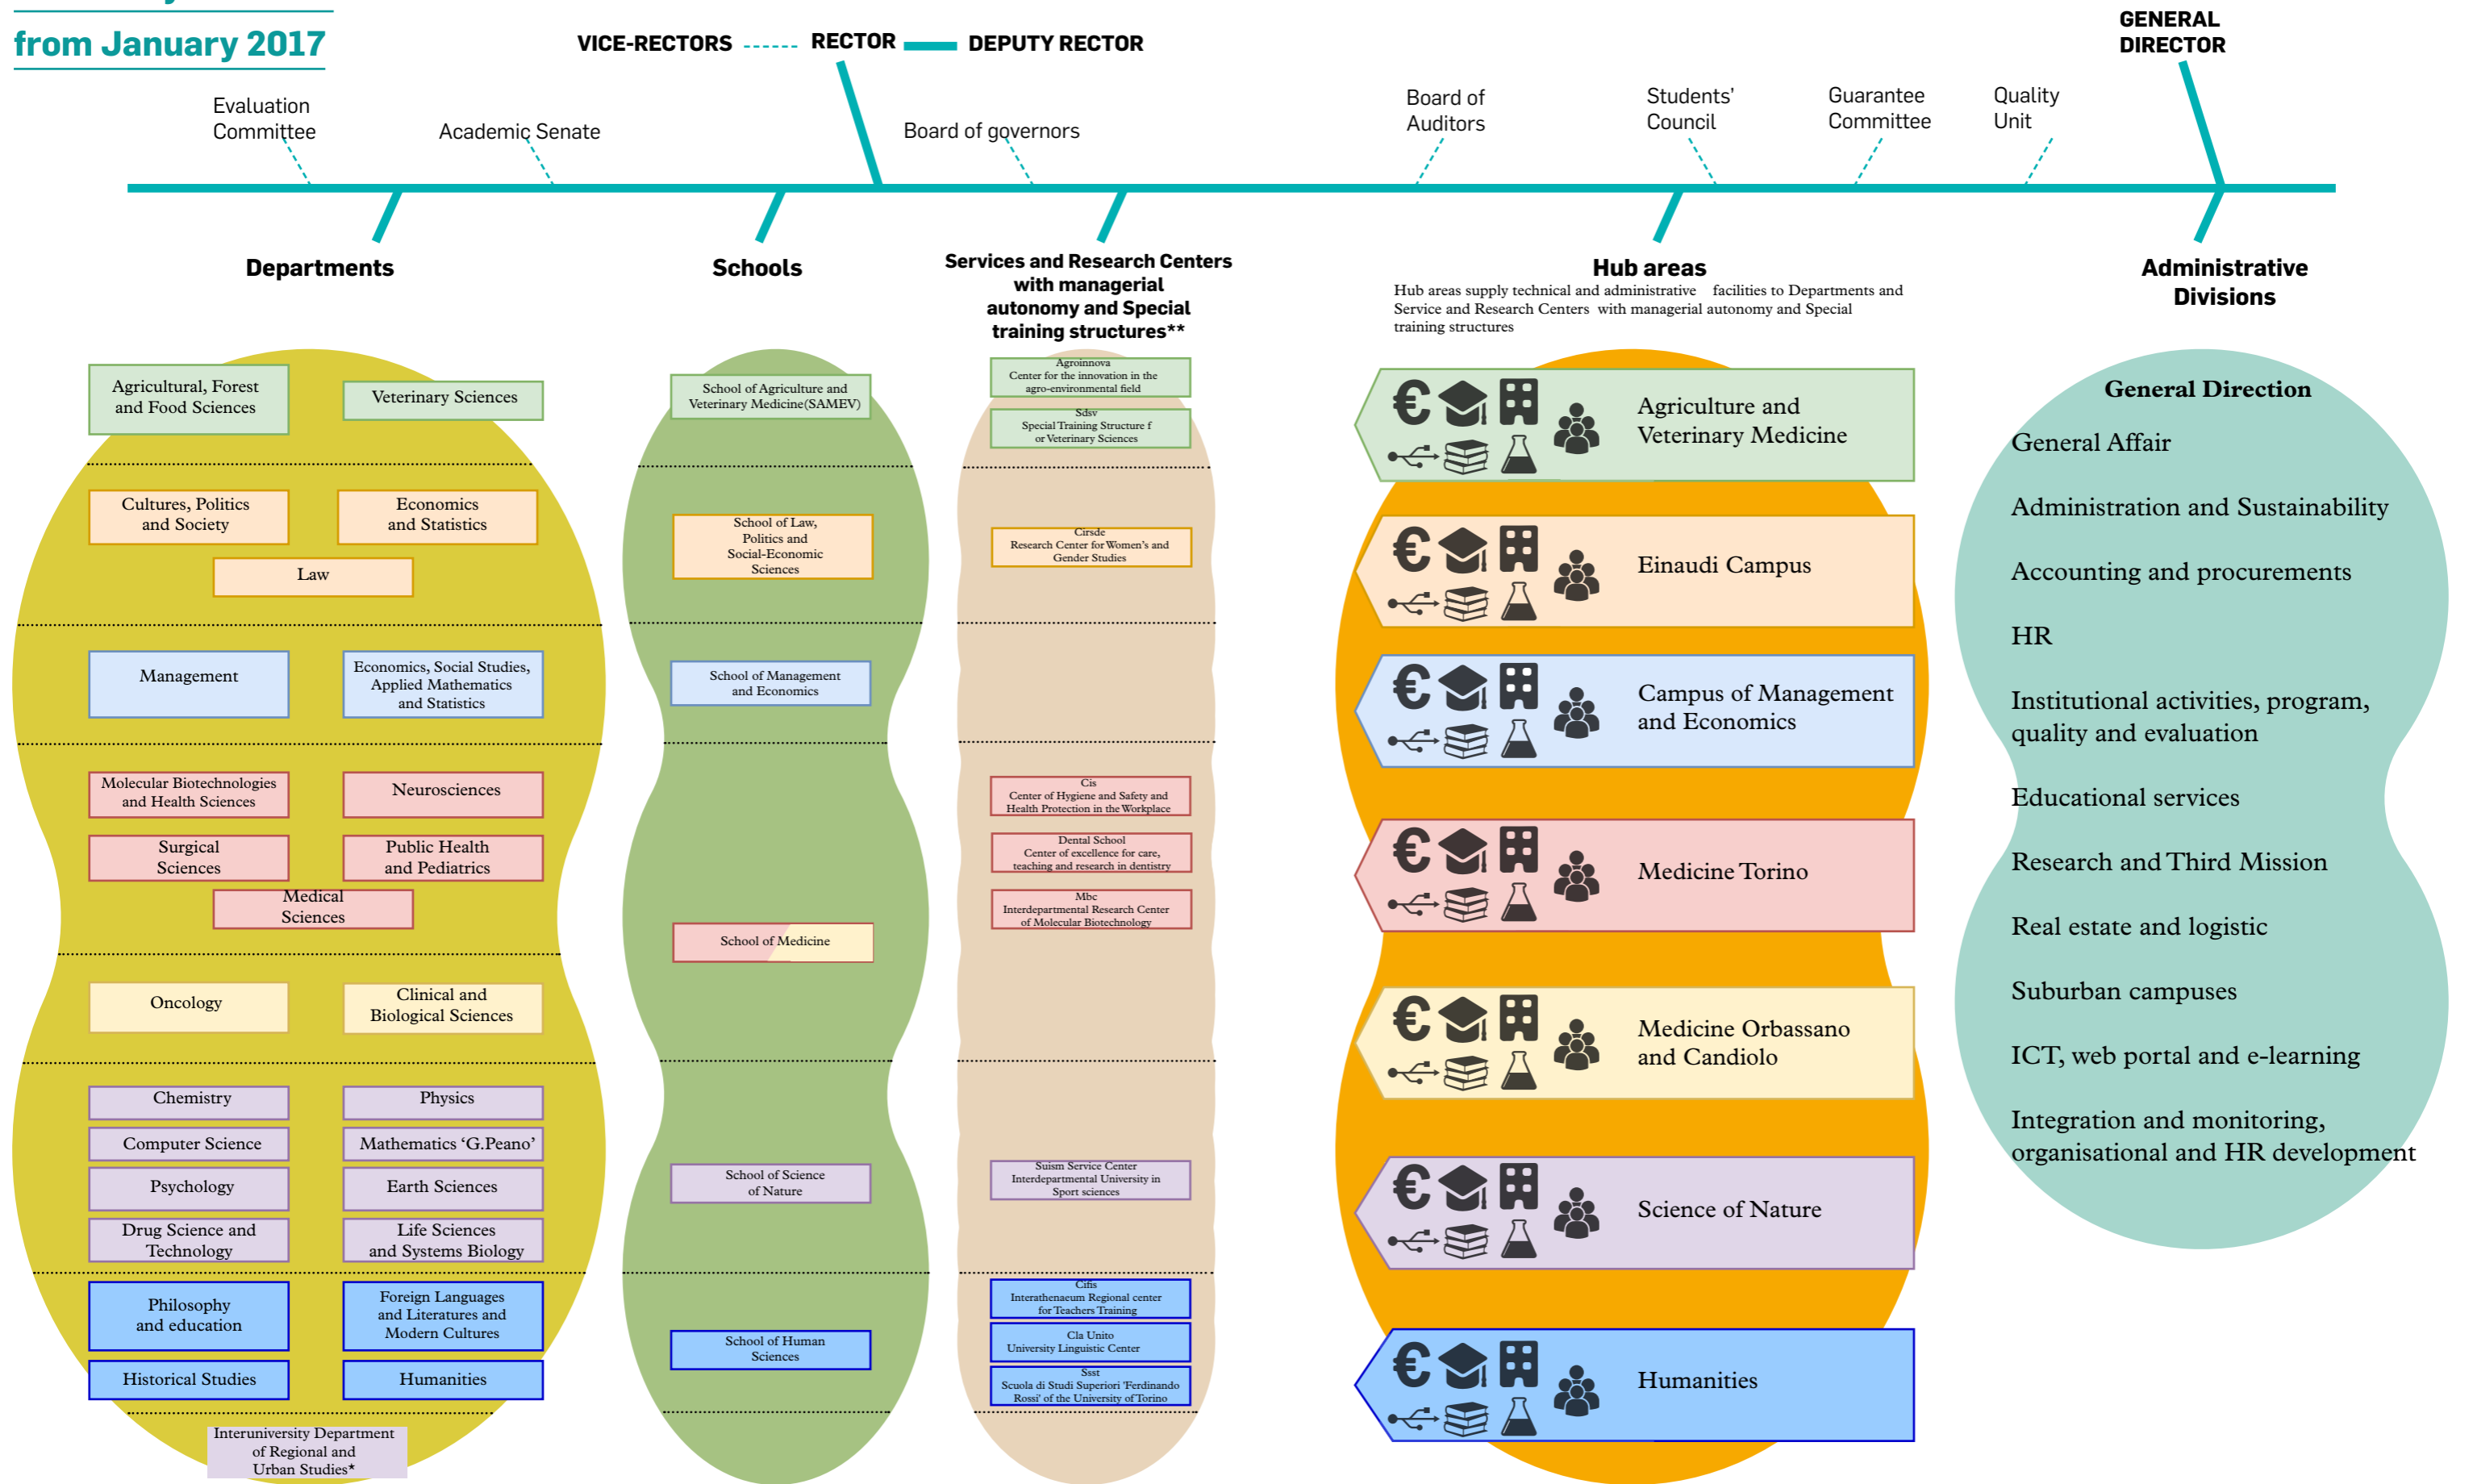 from January 2017
VICE-RECTORS
RECTOR
DEPUTY RECTOR
GENERAL
DIRECTOR
Evaluation
Committee
Academic Senate
Board of governors
Board of
Auditors
Students'
Council
Guarantee
Committee
Quality
Unit
Departments
Agricultural, Forest
and Food Sciences
Veterinary Sciences
Cultures, Politics
and Society
Economics
and Statistics
Law
Management
Economics, Social Studies,
Applied Mathematics
and Statistics
Molecular Biotechnologies
and Health Sciences
Neurosciences
Surgical
Sciences
Public Health
and Pediatrics
Medical
Sciences
Oncology
Clinical and
Biological Sciences
Chemistry
Physics
Computer Science
Mathematics ‘G.Peano’
Psychology
Earth Sciences
Drug Science and
Technology
Life Sciences
and Systems Biology
Philosophy
and education
Foreign Languages
and Literatures and
Modern Cultures
Historical Studies
Humanities
Interuniversity Department
of Regional and
Urban Studies*
Schools
School of Agriculture and
Veterinary Medicine(SAMEV)
School of Law,
Politics and
Social-Economic
Sciences
School of Management
and Economics
School of Medicine
School of Science
of Nature
School of Human
Sciences
Services and Research Centers
with managerial
autonomy and Special
training structures**
Agroinnova
Center for the innovation in the
agro-environmental field
Sdsv
Special Training Structure f
or Veterinary Sciences
Cirsde
Research Center for Women's and
Gender Studies
Cis
Center of Hygiene and Safety and
Health Protection in the Workplace
Dental School
Center of excellence for care,
teaching and research in dentistry
Mbc
Interdepartmental Research Center
of Molecular Biotechnology
Suism Service Center
Interdepartmental University in
Sport sciences
Cifis
Interathenaeum Regional center
for Teachers Training
Cla Unito
University Linguistic Center
Ssst
Scuola di Studi Superiori 'Ferdinando
Rossi' of the University of Torino
Hub areas
Hub areas supply technical and administrative facilities to Departments and
Service and Research Centers with managerial autonomy and Special
training structures
Agriculture and
Veterinary Medicine
Einaudi Campus
Campus of Management
and Economics
Medicine Torino
Medicine Orbassano
and Candiolo
Science of Nature
Humanities
Administrative
Divisions
General Direction
General Affair
Administration and Sustainability
Accounting and procurements
HR
Institutional activities, program,
quality and evaluation
Educational services
Research and Third Mission
Real estate and logistic
Suburban campuses
ICT, web portal and e-learning
Integration and monitoring,
organisational and HR development